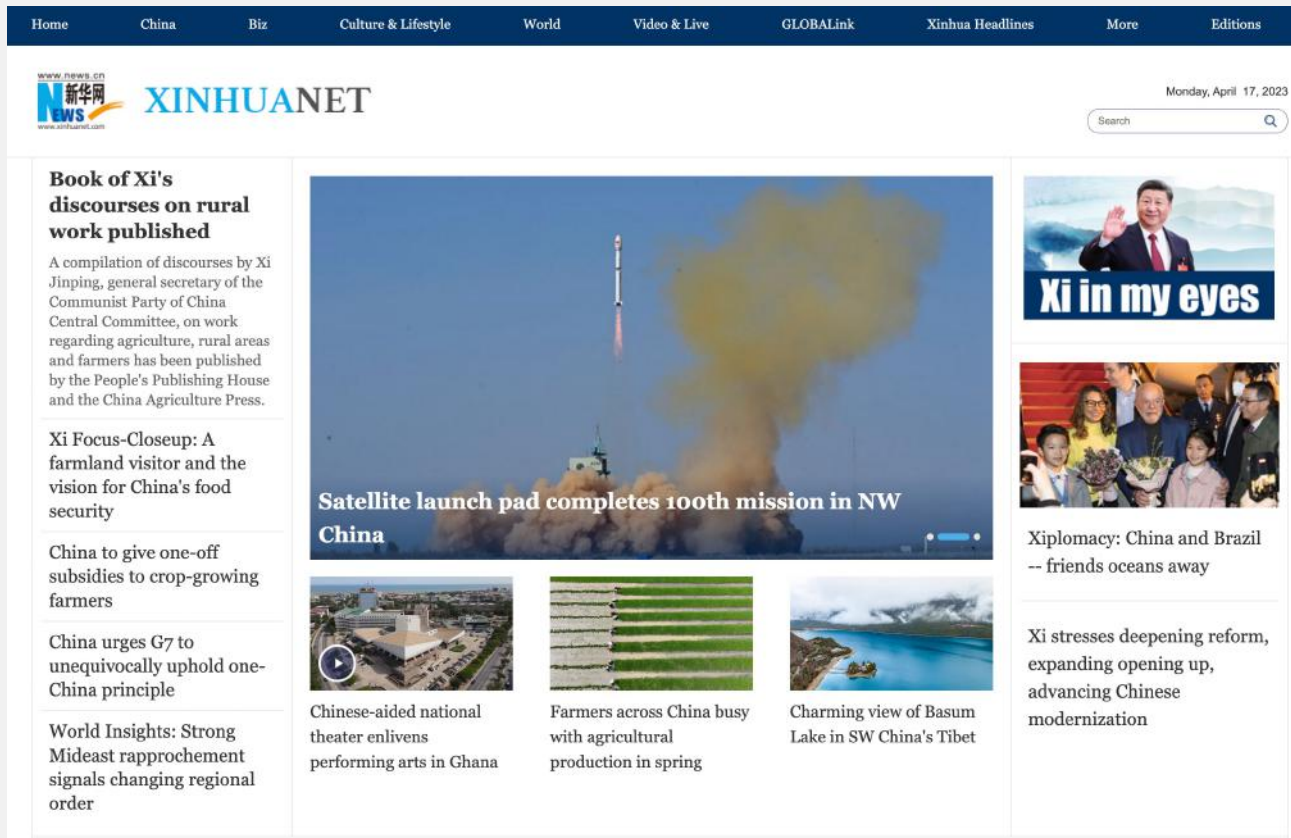 Home China Biz Culture & Lifestyle World Video & Live GLOBALink Xinhua Headlines More Editions
www.news.cn
新华网
NEWS
www.xinhuanet.com
XINHUANET
Monday, April 17, 2023
Search
Book of Xi's
discourses on rural
work published
A compilation of discourses by Xi
Jinping, general secretary of the
Communist Party of China
Central Committee, on work
regarding agriculture, rural areas
and farmers has been published
by the People's Publishing House
and the China Agriculture Press.
Xi Focus-Closeup: A
farmland visitor and the
vision for China's food
security
China to give one-off
subsidies to crop-growing
farmers
China urges G7 to
unequivocally uphold one-
China principle
World Insights: Strong
Mideast rapprochement
signals changing regional
order
Satellite launch pad completes 100th mission in NW
China
Chinese-aided national
theater enlivens
performing arts in Ghana
Farmers across China busy
with agricultural
production in spring
Charming view of Basum
Lake in SW China's Tibet
Xi in my eyes
Xiplomacy: China and Brazil
-- friends oceans away
Xi stresses deepening reform,
expanding opening up,
advancing Chinese
modernization